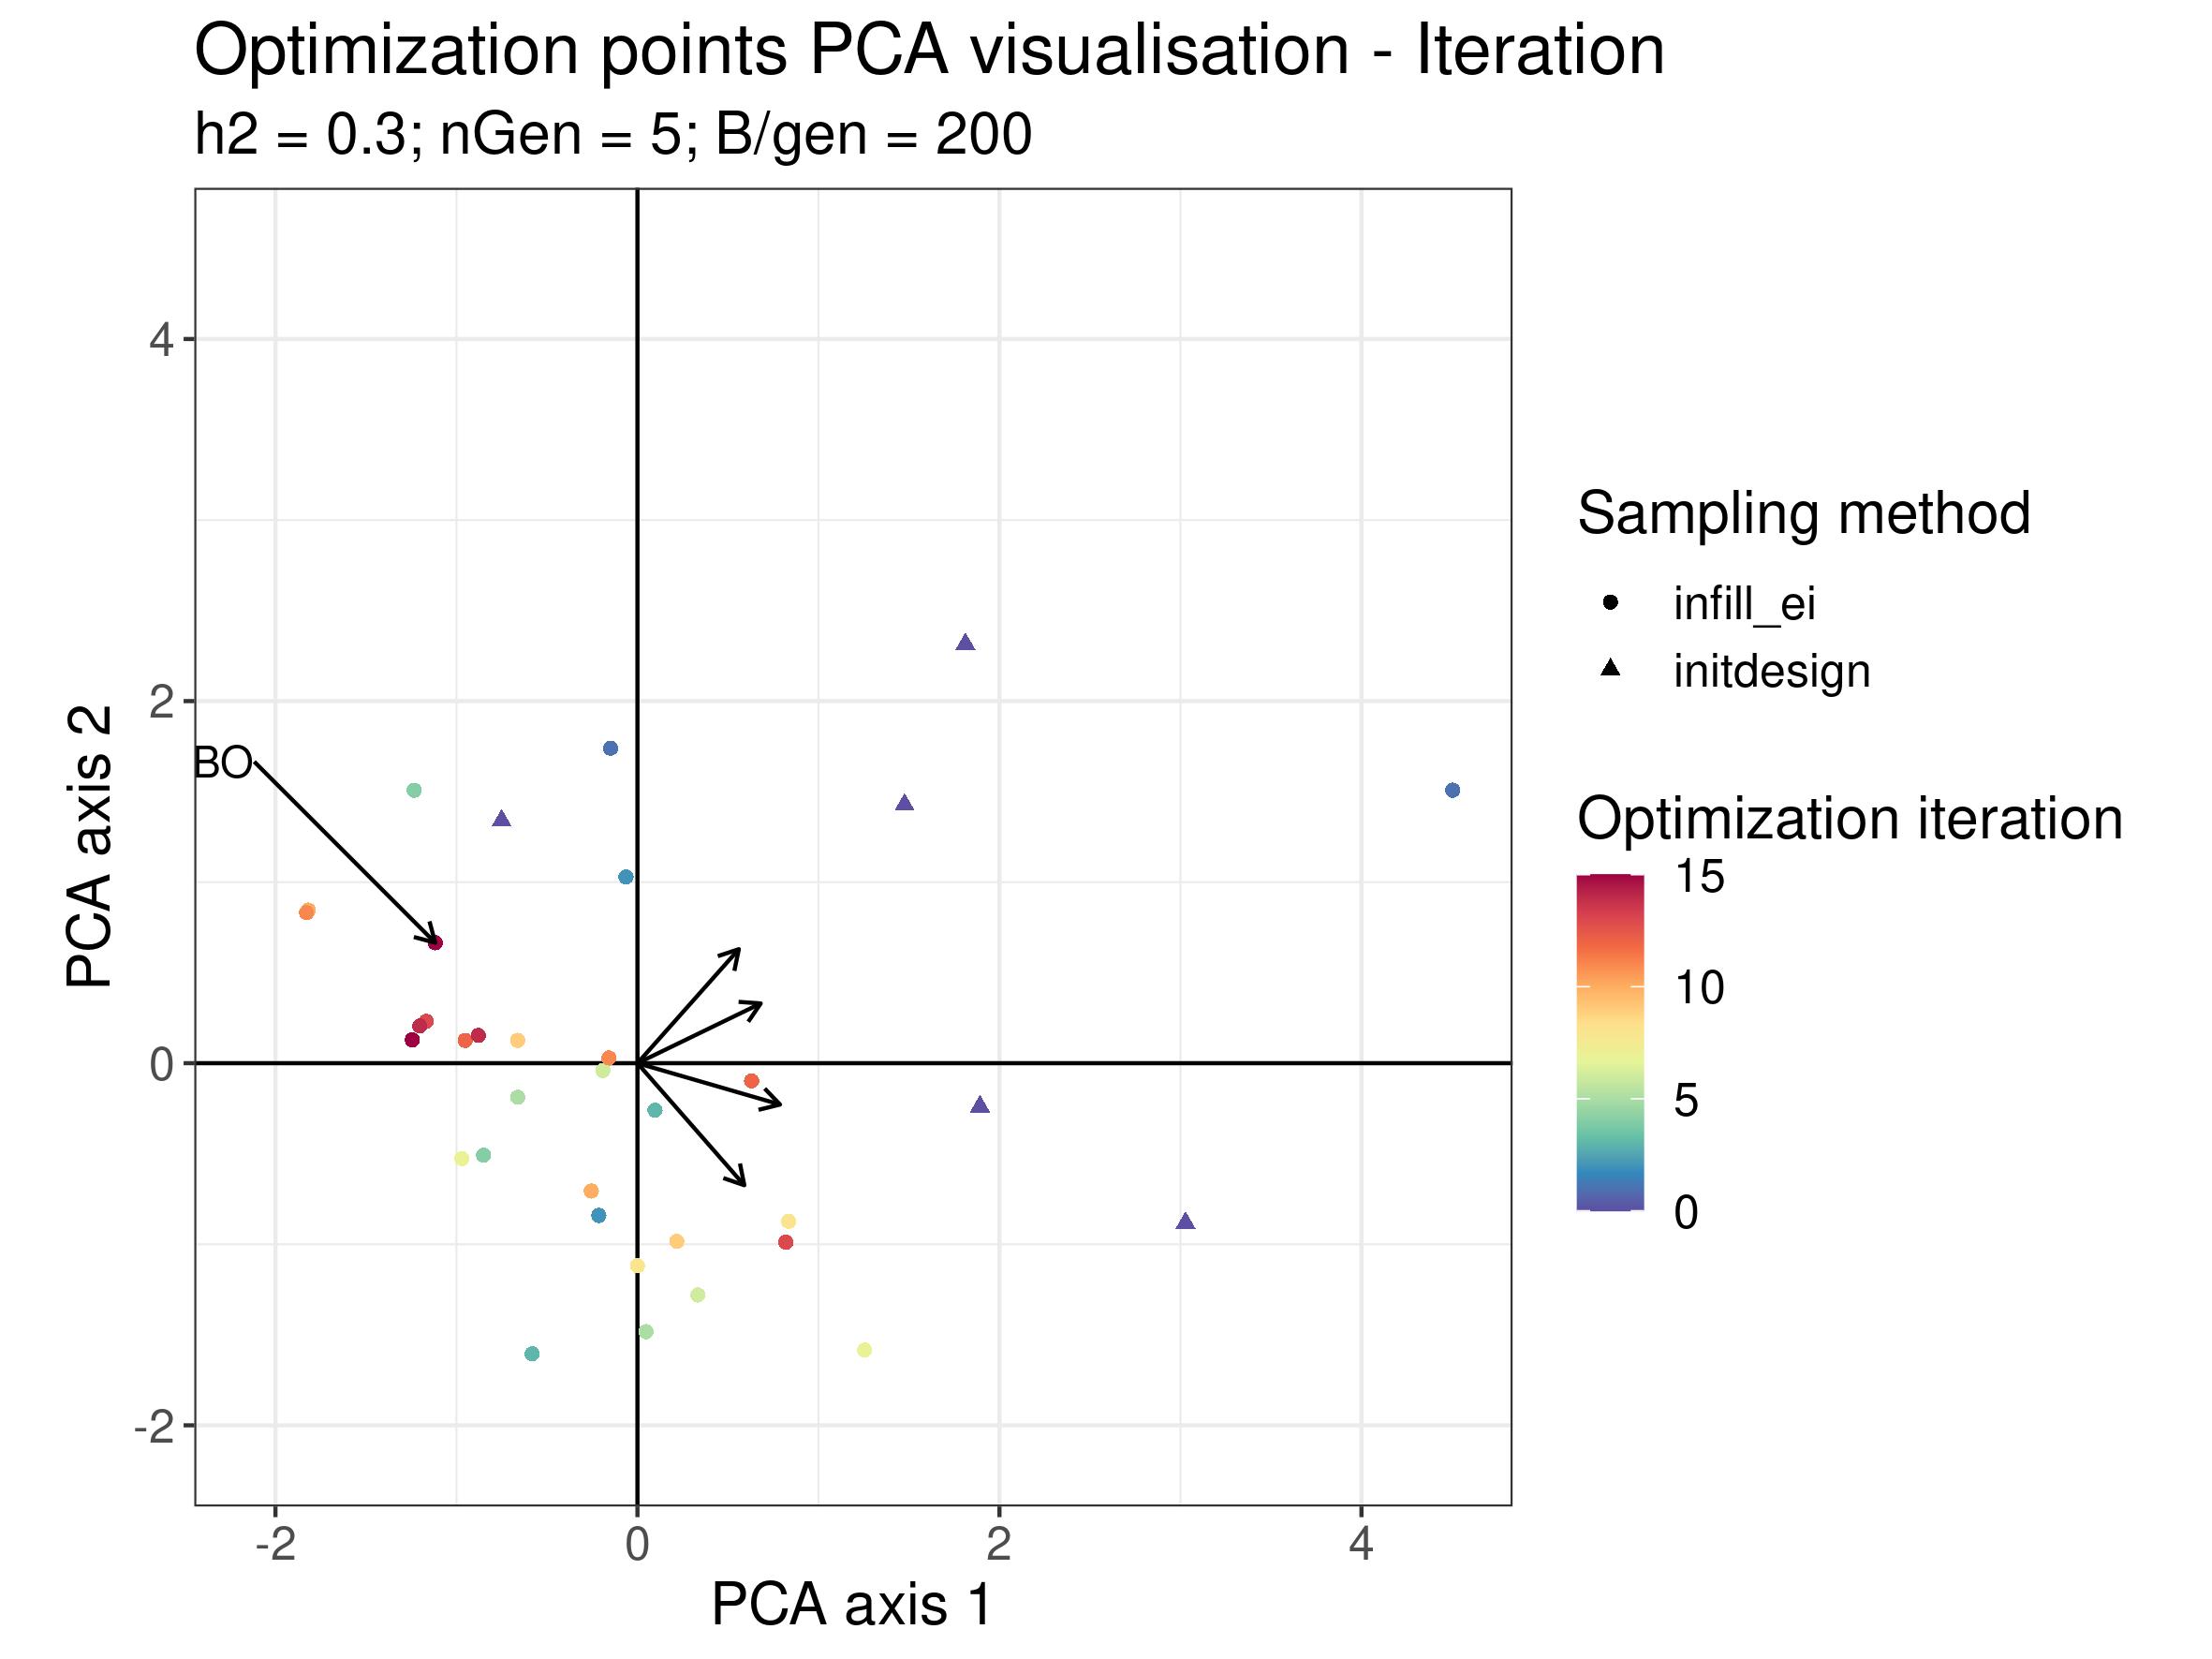 Optimization points PCA visualisation - Iteration
h2 = 0.3; nGen = 5; B/gen = 200
4
2
0
-2
PCA axis 2
BO
-2
0
2
4
PCA axis 1
Sampling method
infill_ei
initdesign
Optimization iteration
15
10
5
0